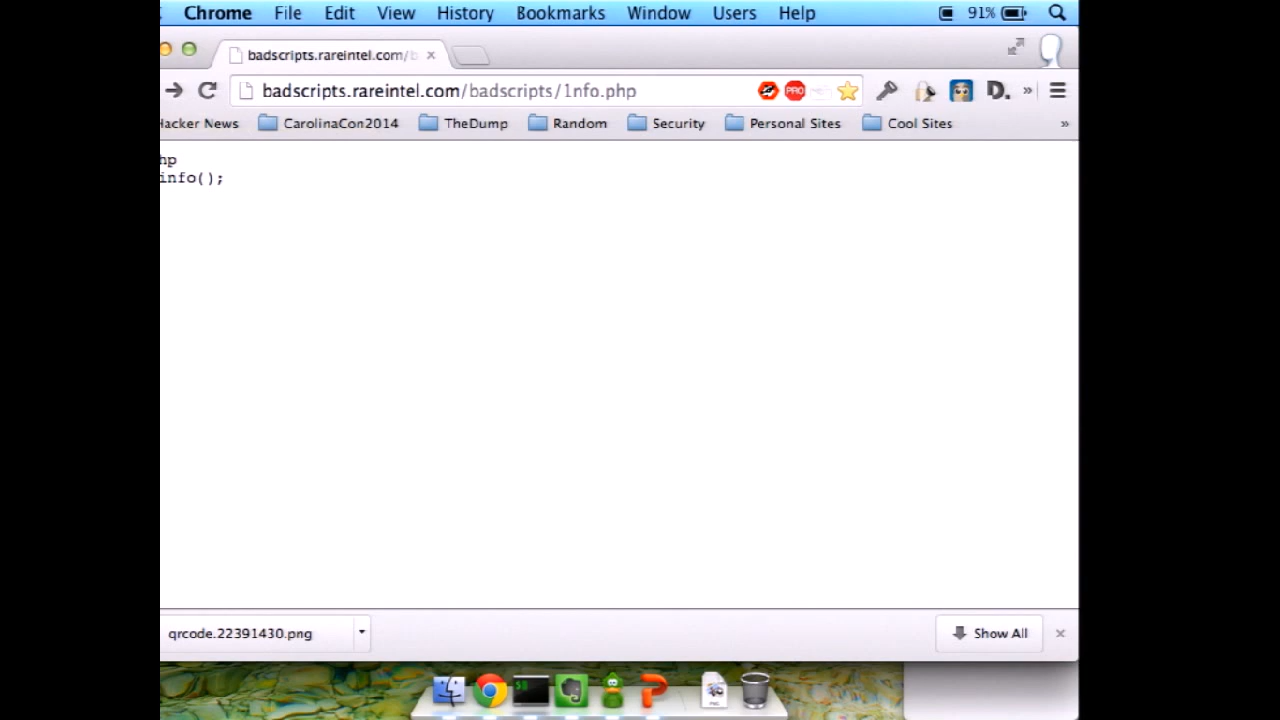 Chrome File Edit View History Bookmarks Window Users Help 91%
badscripts.rareintel.com/b
badscripts.rareintel.com/badscripts/1nfo.php PRO D. »
Hacker News CarolinaCon2014 TheDump Random Security Personal Sites Cool Sites »
hp
info();
qrcode.22391430.png Show All